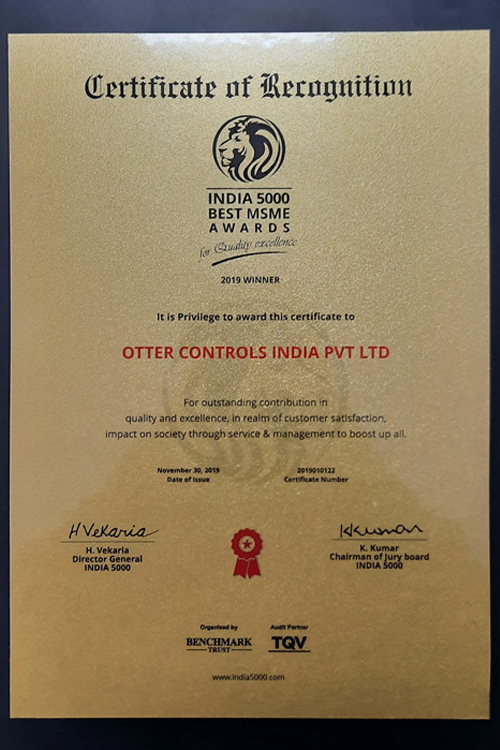 Certificate of Recognition
INDIA 5000
BEST MSME
AWARDS
for Quality excellence
2019 WINNER
It is Privilege to award this certificate to
OTTER CONTROLS INDIA PVT LTD
For outstanding contribution in
quality and excellence, in realm of customer satisfaction,
impact on society through service & management to boost up all.
November 30, 2019
Date of Issue
2019010122
Certificate Number
H Vekaria
H. Vekaria
Director General
INDIA 5000
KKumar
K. Kumar
Chairman of Jury board
INDIA 5000
Organised by
BENCHMARK
TRUST
Audit Partner
TQV
www.india5000.com